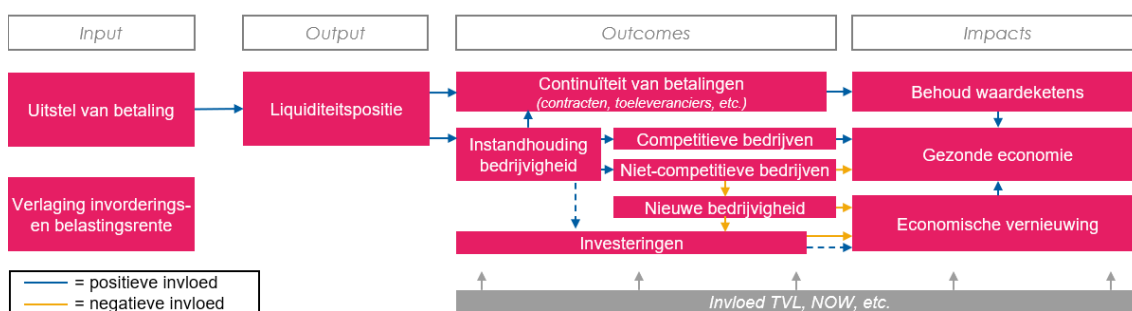 Input
Output
Outcomes
Impacts
Uitstel van betaling
Liquiditeitspositie
Continuïteit van betalingen
(contracten, toeleveranciers, etc.)
Behoud waardeketens
Instandhouding
bedrijvigheid
Competitieve bedrijven
Niet-competitieve bedrijven
Gezonde economie
Verlaging invorderings-
en belastingsrente
Nieuwe bedrijvigheid
Economische vernieuwing
Investeringen
= positieve invloed
= negatieve invloed
Invloed TVL, NOW, etc.